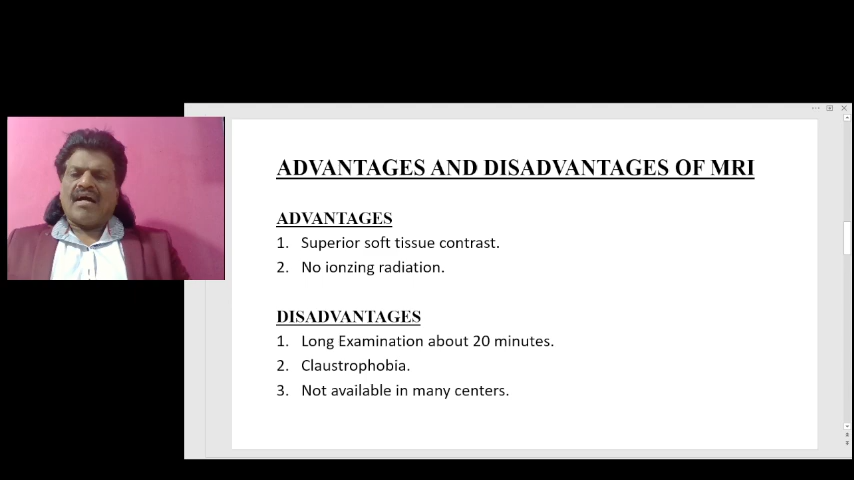 ADVANTAGES AND DISADVANTAGES OF MRI
ADVANTAGES
1. Superior soft tissue contrast.
2. No ionzing radiation.
DISADVANTAGES
1. Long Examination about 20 minutes.
2. Claustrophobia.
3. Not available in many centers.